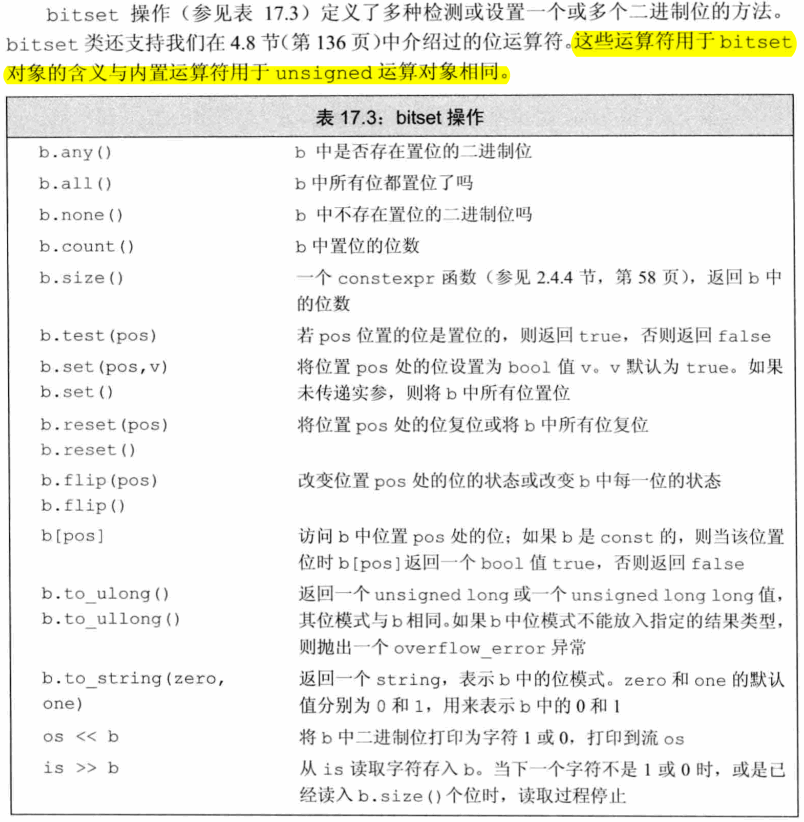 bitset 操作（参见表 17.3）定义了多种检测或设置一个或多个二进制位的方法。
bitset 类还支持我们在 4.8 节(第 136 页)中介绍过的位运算符。这些运算符用于 bitset
对象的含义与内置运算符用于 unsigned 运算对象相同。
表 17.3：bitset 操作
b.any() b 中是否存在置位的二进制位
b.all() b 中所有位都置位了吗
b.none() b 中不存在置位的二进制位吗
b.count() b 中置位的位数
b.size() 一个 constexpr 函数（参见 2.4.4 节，第 58 页），返回 b 中
的位数
b.test(pos) 若 pos 位置的位是置位的，则返回 true，否则返回 false
b.set(pos,v) 将位置 pos 处的位设置为 bool 值 v。v 默认为 true。如果
b.set() 未传递实参，则将 b 中所有位置位
b.reset(pos) 将位置 pos 处的位复位或将 b 中所有位复位
b.reset()
b.flip(pos) 改变位置 pos 处的位的状态或改变 b 中每一位的状态
b.flip()
b[pos] 访问 b 中位置 pos 处的位；如果 b 是 const 的，则当该位置
位时 b[pos] 返回一个 bool 值 true，否则返回 false
b.to_ulong() 返回一个 unsigned long 或一个 unsigned long long 值，
b.to_ullong() 其位模式与 b 相同。如果 b 中位模式不能放入指定的结果类型，
则抛出一个 overflow_error 异常
b.to_string(zero, 返回一个 string，表示 b 中的位模式。zero 和 one 的默认
one) 值分别为 0 和 1，用来表示 b 中的 0 和 1
os << b 将 b 中二进制位打印为字符 1 或 0，打印到流 os
is >> b 从 is 读取字符存入 b。当下一个字符不是 1 或 0 时，或是已
经读入 b.size() 个位时，读取过程停止